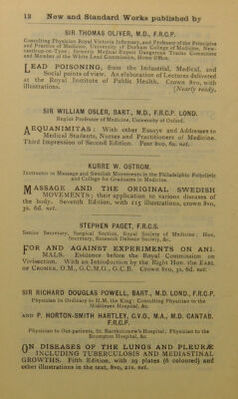 12 New and Standard Works published by
SIR THOMAS OLIVER, M.D., F.R.C.P.
Consulting Physician Royal Victoria Infirmary, and Professor of the Principles
and Practice of Medicine, University of Durham College of Medicine, New-
castle-on-Tyne; formerly Medical Expert Dangerous Trades Committee
and Member of the White Lead Commission, Home Office.
LEAD POISONING, from the Industrial, Medical, and
Social points of view. An elaboration of Lectures delivered
at the Royal Institute of Public Health. Crown 8vo, with
illustrations. [Nearly ready.
SIR WILLIAM OSLER, BART., M.D., F.R.C.P. LOND.
Regius Professor of Medicine, University of Oxford.
ÆQUANIMITAS: With other Essays and Addresses to
Medical Students, Nurses and Practitioners of Medicine.
Third Impression of Second Edition. Post 8vo, 6s. net.
KURRE W. OSTROM.
Instructor in Massage and Swedish Movements in the Philadelphia Polyclinic
and College for Graduates in Medicine.
MASSAGE AND THE ORIGINAL SWEDISH
MOVEMENTS; their application to various diseases of
the body. Seventh Edition, with 115 illustrations, crown 8vo,
3s. 6d. net.
STEPHEN PAGET, F.R.C.S.
Senior Secretary, Surgical Section, Royal Society of Medicine; Hon.
Secretary, Research Defence Society, &c.
FOR AND AGAINST EXPERIMENTS ON ANI-
MALS. Evidence before the Royal Commission on
Vivisection. With an Introduction by the Right Hon. the EARL
OF CROMER, O.M., G.C.M.G., G.C.B. Crown 8vo, 3s. 6d. net.
SIR RICHARD DOUGLAS POWELL, BART., M.D. LOND., F.R.C.P.
Physician in Ordinary to H.M. the King; Consulting Physician to the
Middlesex Hospital, &c.
AND P. HORTON-SMITH HARTLEY, C.V.O., M.A., M.D. CANTAB.
F.R.C.P.
Physician to Out-patients, St. Bartholomew's Hospital; Physician to the
Brompton Hospital, &c.
ON DISEASES OF THE LUNGS AND PLEURÆ
INCLUDING TUBERCULOSIS AND MEDIASTINAL
GROWTHS. Fifth Edition, with 29 plates (6 coloured) and
other illustrations in the text, 8vo, 21s. net.